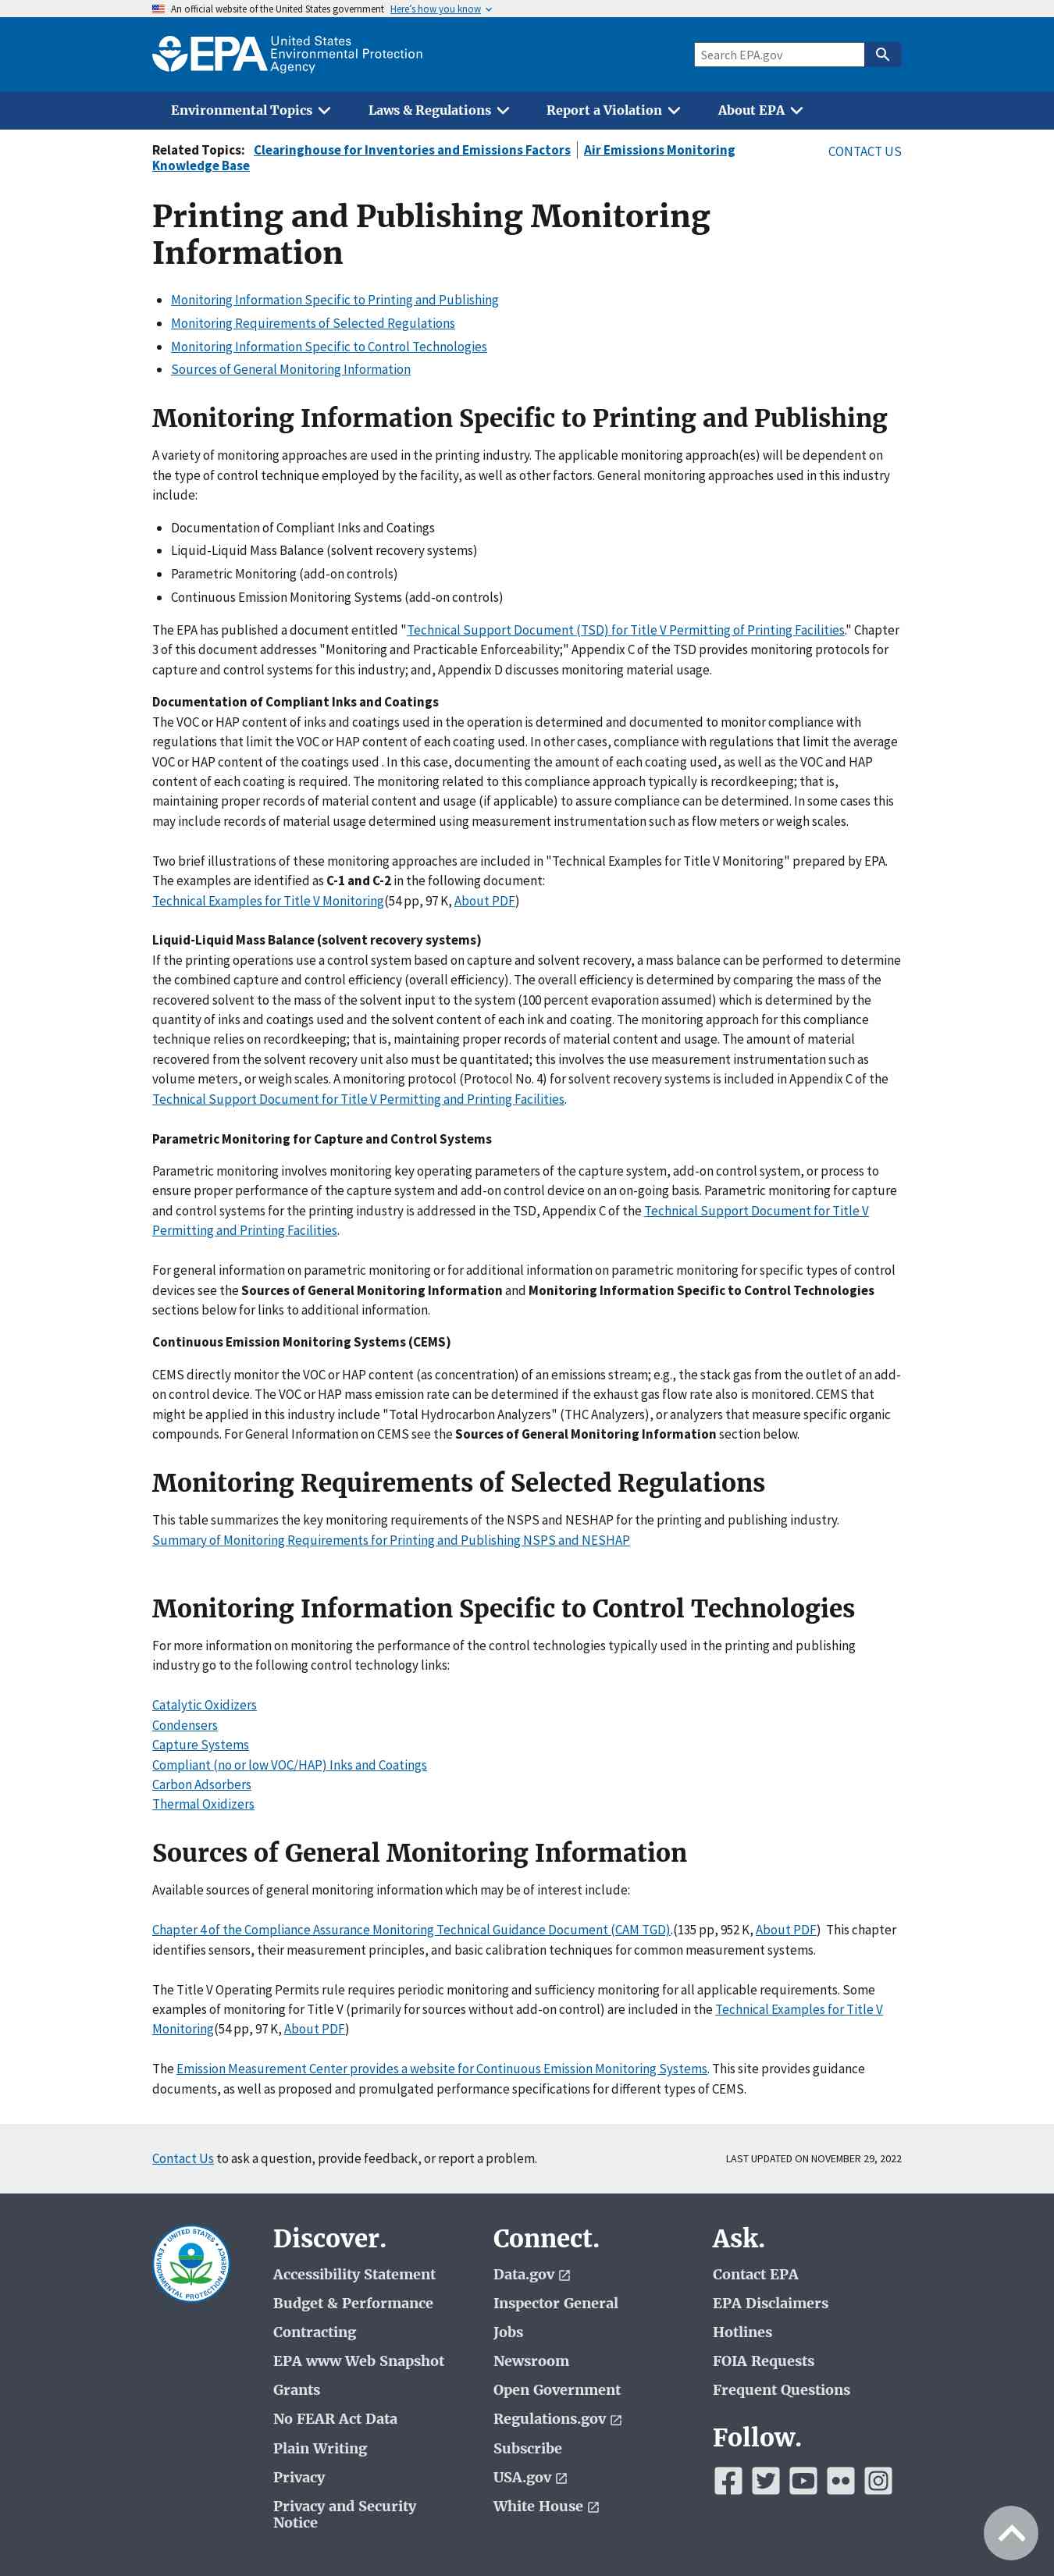 An official website of the United States government Here's how you know
EPA United States
Environmental Protection
Agency
Search EPA.gov
Environmental Topics Laws & Regulations Report a Violation About EPA
Related Topics: Clearinghouse for Inventories and Emissions Factors Air Emissions Monitoring
Knowledge Base
CONTACT US
Printing and Publishing Monitoring
Information
Monitoring Information Specific to Printing and Publishing
Monitoring Requirements of Selected Regulations
Monitoring Information Specific to Control Technologies
Sources of General Monitoring Information
Monitoring Information Specific to Printing and Publishing
A variety of monitoring approaches are used in the printing industry. The applicable monitoring approach(es) will be dependent on
the type of control technique employed by the facility, as well as other factors. General monitoring approaches used in this industry
include:
Documentation of Compliant Inks and Coatings
Liquid-Liquid Mass Balance (solvent recovery systems)
Parametric Monitoring (add-on controls)
Continuous Emission Monitoring Systems (add-on controls)
The EPA has published a document entitled "Technical Support Document (TSD) for Title V Permitting of Printing Facilities." Chapter
3 of this document addresses "Monitoring and Practicable Enforceability;" Appendix C of the TSD provides monitoring protocols for
capture and control systems for this industry; and, Appendix D discusses monitoring material usage.
Documentation of Compliant Inks and Coatings
The VOC or HAP content of inks and coatings used in the operation is determined and documented to monitor compliance with
regulations that limit the VOC or HAP content of each coating used. In other cases, compliance with regulations that limit the average
VOC or HAP content of the coatings used . In this case, documenting the amount of each coating used, as well as the VOC and HAP
content of each coating is required. The monitoring related to this compliance approach typically is recordkeeping; that is,
maintaining proper records of material content and usage (if applicable) to assure compliance can be determined. In some cases this
may include records of material usage determined using measurement instrumentation such as flow meters or weigh scales.
Two brief illustrations of these monitoring approaches are included in "Technical Examples for Title V Monitoring" prepared by EPA.
The examples are identified as C-1 and C-2 in the following document:
Technical Examples for Title V Monitoring(54 pp, 97 K, About PDF)
Liquid-Liquid Mass Balance (solvent recovery systems)
If the printing operations use a control system based on capture and solvent recovery, a mass balance can be performed to determine
the combined capture and control efficiency (overall efficiency). The overall efficiency is determined by comparing the mass of the
recovered solvent to the mass of the solvent input to the system (100 percent evaporation assumed) which is determined by the
quantity of inks and coatings used and the solvent content of each ink and coating. The monitoring approach for this compliance
technique relies on recordkeeping; that is, maintaining proper records of material content and usage. The amount of material
recovered from the solvent recovery unit also must be quantitated; this involves the use measurement instrumentation such as
volume meters, or weigh scales. A monitoring protocol (Protocol No. 4) for solvent recovery systems is included in Appendix C of the
Technical Support Document for Title V Permitting and Printing Facilities.
Parametric Monitoring for Capture and Control Systems
Parametric monitoring involves monitoring key operating parameters of the capture system, add-on control system, or process to
ensure proper performance of the capture system and add-on control device on an on-going basis. Parametric monitoring for capture
and control systems for the printing industry is addressed in the TSD, Appendix C of the Technical Support Document for Title V
Permitting and Printing Facilities.
For general information on parametric monitoring or for additional information on parametric monitoring for specific types of control
devices see the Sources of General Monitoring Information and Monitoring Information Specific to Control Technologies
sections below for links to additional information.
Continuous Emission Monitoring Systems (CEMS)
CEMS directly monitor the VOC or HAP content (as concentration) of an emissions stream; e.g., the stack gas from the outlet of an add-
on control device. The VOC or HAP mass emission rate can be determined if the exhaust gas flow rate also is monitored. CEMS that
might be applied in this industry include "Total Hydrocarbon Analyzers" (THC Analyzers), or analyzers that measure specific organic
compounds. For General Information on CEMS see the Sources of General Monitoring Information section below.
Monitoring Requirements of Selected Regulations
This table summarizes the key monitoring requirements of the NSPS and NESHAP for the printing and publishing industry.
Summary of Monitoring Requirements for Printing and Publishing NSPS and NESHAP
Monitoring Information Specific to Control Technologies
For more information on monitoring the performance of the control technologies typically used in the printing and publishing
industry go to the following control technology links:
Catalytic Oxidizers
Condensers
Capture Systems
Compliant (no or low VOC/HAP) Inks and Coatings
Carbon Adsorbers
Thermal Oxidizers
Sources of General Monitoring Information
Available sources of general monitoring information which may be of interest include:
Chapter 4 of the Compliance Assurance Monitoring Technical Guidance Document (CAM TGD).(135 pp, 952 K, About PDF) This chapter
identifies sensors, their measurement principles, and basic calibration techniques for common measurement systems.
The Title V Operating Permits rule requires periodic monitoring and sufficiency monitoring for all applicable requirements. Some
examples of monitoring for Title V (primarily for sources without add-on control) are included in the Technical Examples for Title V
Monitoring(54 pp, 97 K, About PDF)
The Emission Measurement Center provides a website for Continuous Emission Monitoring Systems. This site provides guidance
documents, as well as proposed and promulgated performance specifications for different types of CEMS.
Contact Us to ask a question, provide feedback, or report a problem.
LAST UPDATED ON NOVEMBER 29, 2022
UNITED STATES
ENVIRONMENTAL PROTECTION AGENCY
Discover.
Accessibility Statement
Budget & Performance
Contracting
EPA www Web Snapshot
Grants
No FEAR Act Data
Plain Writing
Privacy
Privacy and Security
Notice
Connect.
Data.gov
Inspector General
Jobs
Newsroom
Open Government
Regulations.gov
Subscribe
USA.gov
White House
Ask.
Contact EPA
EPA Disclaimers
Hotlines
FOIA Requests
Frequent Questions
Follow.